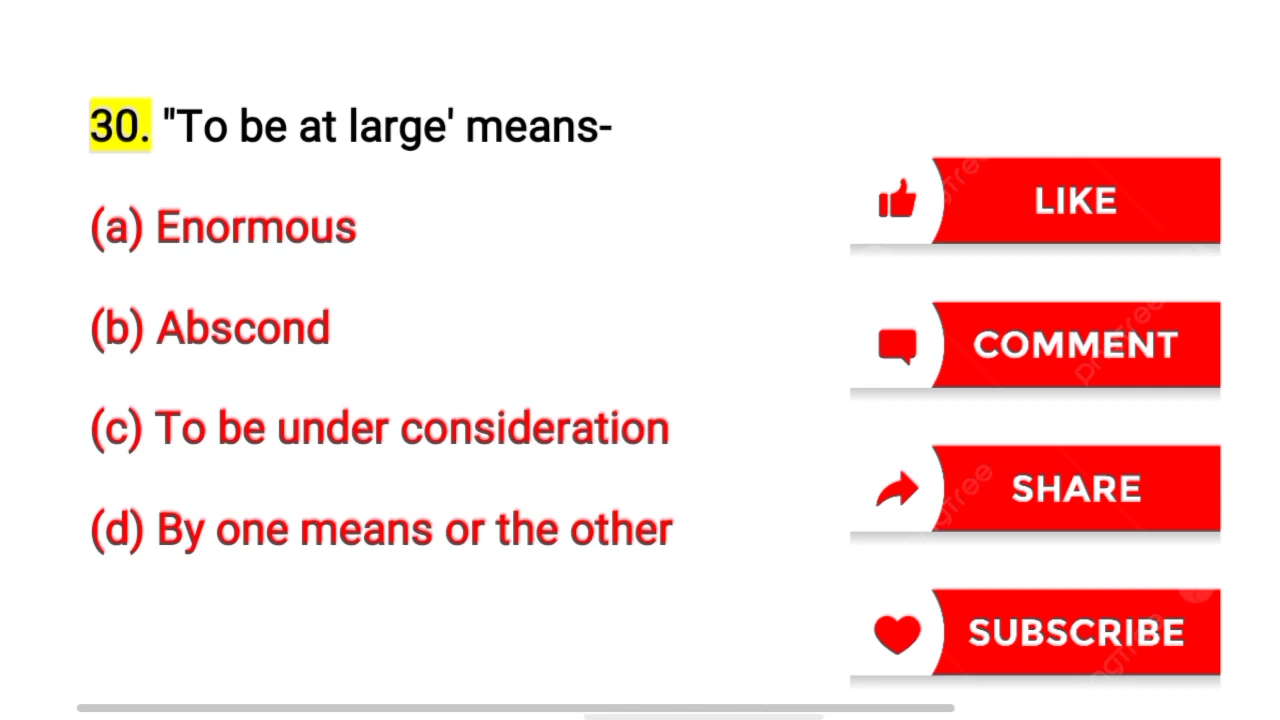 30. "To be at large' means-
(a) Enormous
(b) Abscond
(c) To be under consideration
(d) By one means or the other
LIKE
COMMENT
SHARE
SUBSCRIBE